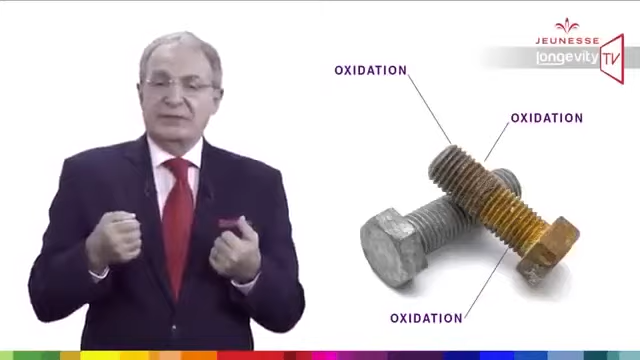 JEUNESSE
longevity TV
OXIDATION
OXIDATION
OXIDATION